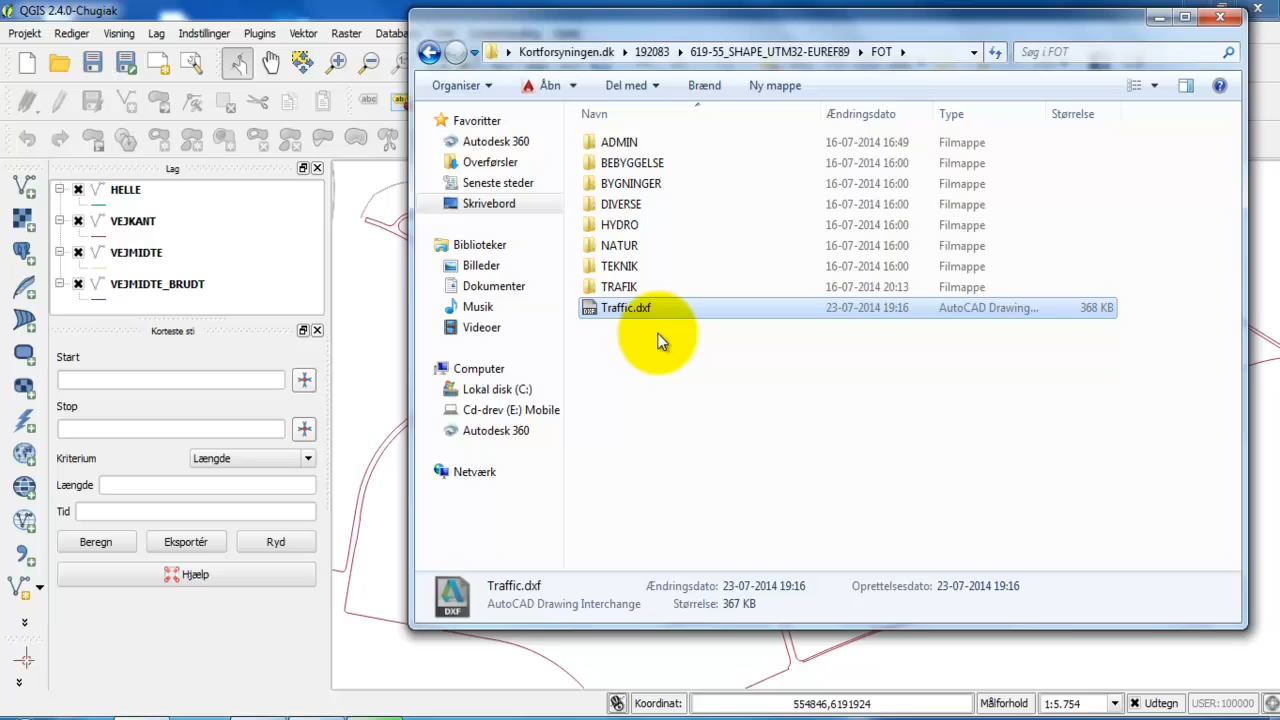 QGIS 2.4.0-Chugiak
Projekt Rediger Visning Lag Indstillinger Plugins Vektor Raster
Lag
HELLE
VEJKANT
VEJMIDTE
VEJMIDTE_BRUDT
Korteste sti
Start
Stop
Kriterium Længde
Længde
Tid
Beregn Eksportér Ryd
Hjælp
Kortforsyningen.dk 192083 619-55_SHAPE_UTM32-EUREF89 FOT Søg i FOT
Organiser Åbn Del med Brænd Ny mappe
Favoritter
Autodesk 360
Overførsler
Seneste steder
Skrivebord
Biblioteker
Billeder
Dokumenter
Musik
Videoer
Computer
Lokal disk (C:)
Cd-drev (E:) Mobile
Autodesk 360
Netværk
Navn Ændringsdato Type Størrelse
ADMIN 16-07-2014 16:49 Filmappe
BEBYGGELSE 16-07-2014 16:00 Filmappe
BYGNINGER 16-07-2014 16:00 Filmappe
DIVERSE 16-07-2014 16:00 Filmappe
HYDRO 16-07-2014 16:00 Filmappe
NATUR 16-07-2014 16:00 Filmappe
TEKNIK 16-07-2014 16:00 Filmappe
TRAFIK 16-07-2014 20:13 Filmappe
Traffic.dxf 23-07-2014 19:16 AutoCAD Drawing... 368 KB
DXF
Traffic.dxf Ændringsdato: 23-07-2014 19:16 Oprettelsesdato: 23-07-2014 19:16
AutoCAD Drawing Interchange Størrelse: 367 KB
Koordinat: 554846,6191924 Målforhold 1:5.754 Udtegn USER:100000